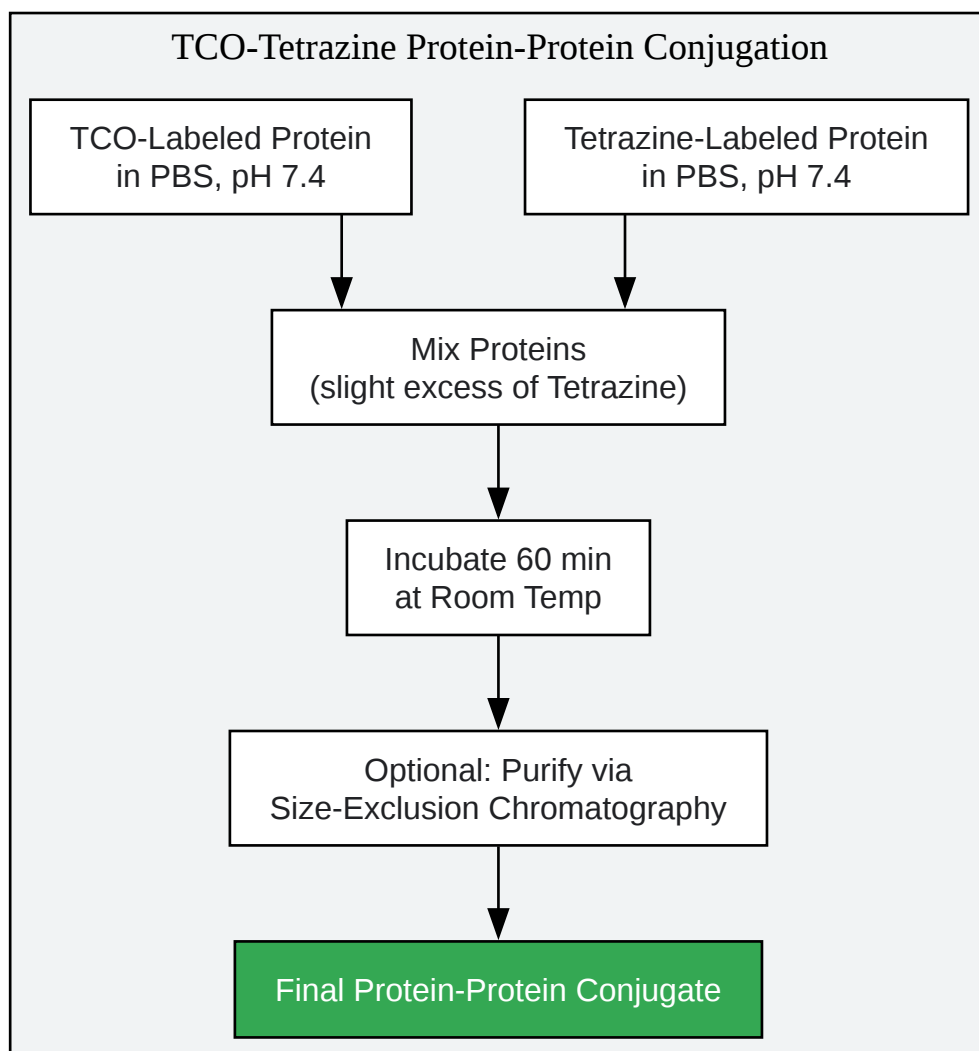 TCO-Tetrazine Protein-Protein Conjugation
TCO-Labeled Protein
in PBS, pH 7.4
Tetrazine-Labeled Protein
in PBS, pH 7.4
Mix Proteins
(slight excess of Tetrazine)
Incubate 60 min
at Room Temp
Optional: Purify via
Size-Exclusion Chromatography
Final Protein-Protein Conjugate